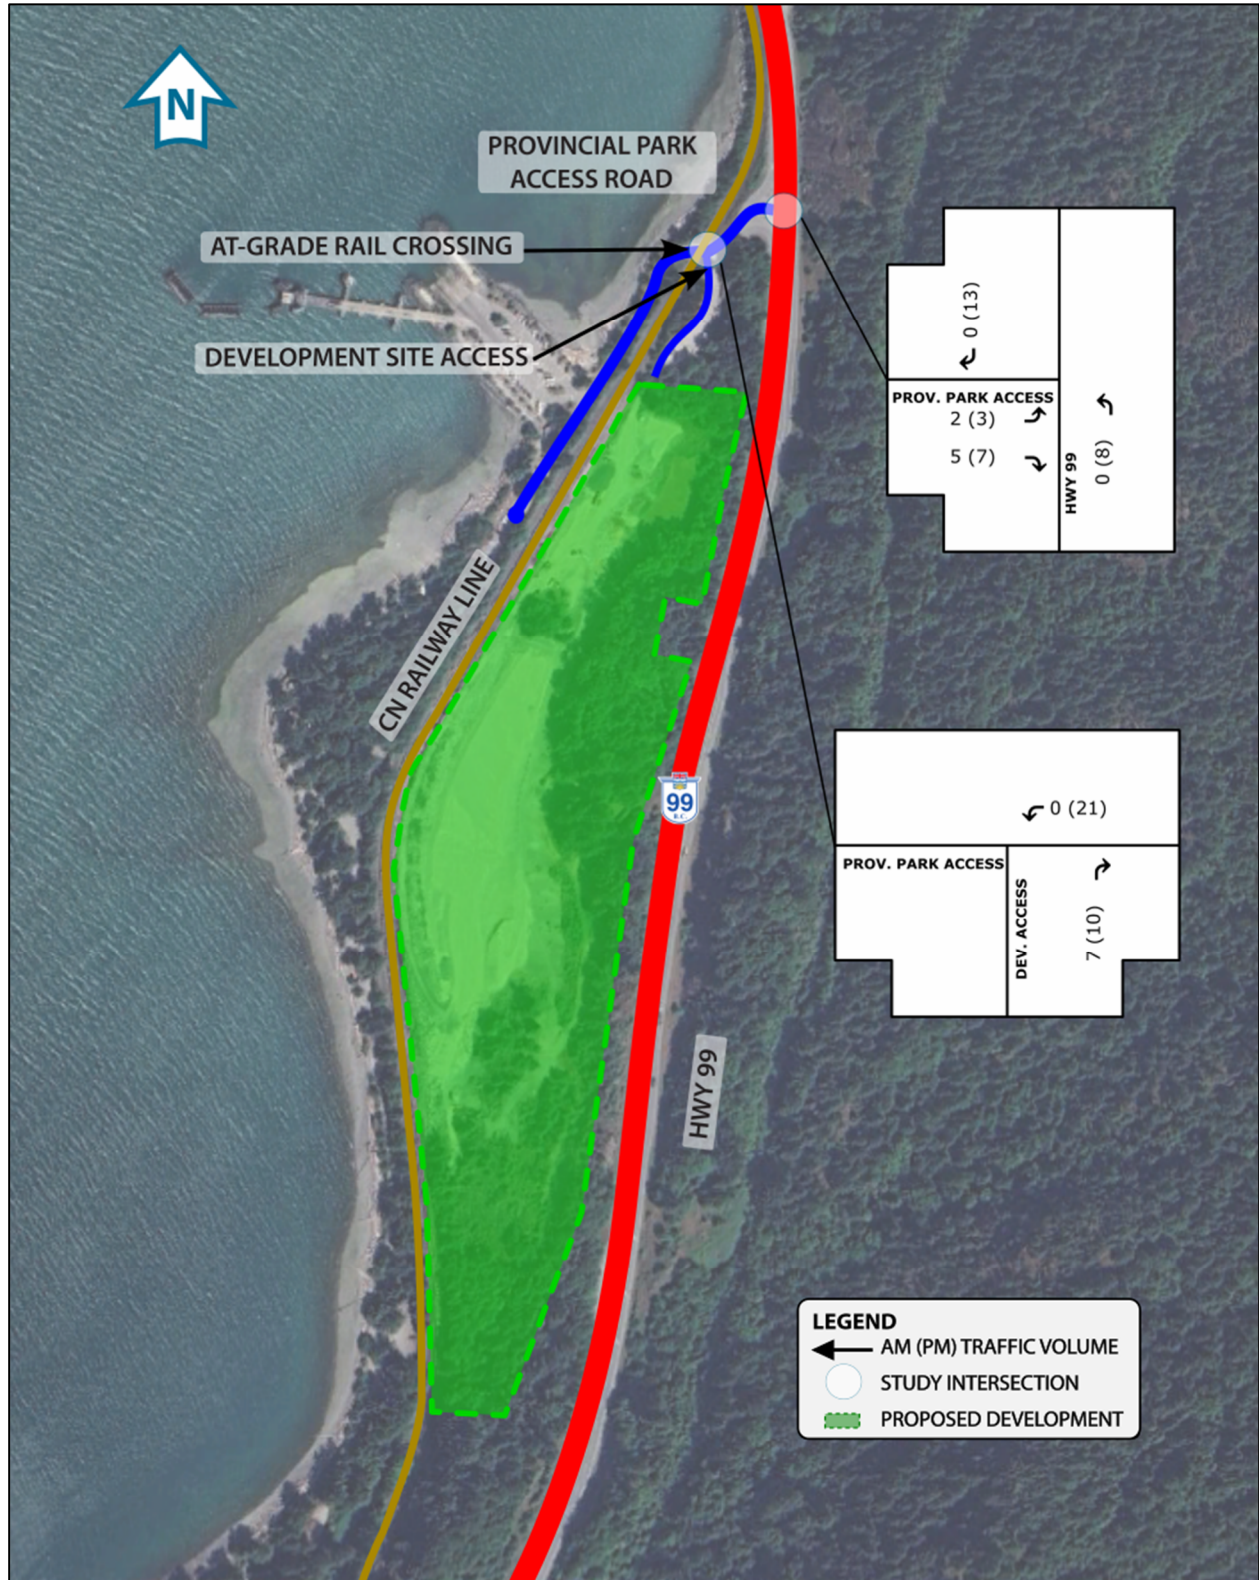 N
PROVINCIAL PARK
ACCESS ROAD
AT-GRADE RAIL CROSSING
DEVELOPMENT SITE ACCESS
0 (13)
PROV. PARK ACCESS
2 (3)
5 (7)
HWY 99
0 (8)
CN RAILWAY LINE
99
B.C.
0 (21)
PROV. PARK ACCESS
DEV. ACCESS
7 (10)
HWY 99
LEGEND
AM (PM) TRAFFIC VOLUME
STUDY INTERSECTION
PROPOSED DEVELOPMENT